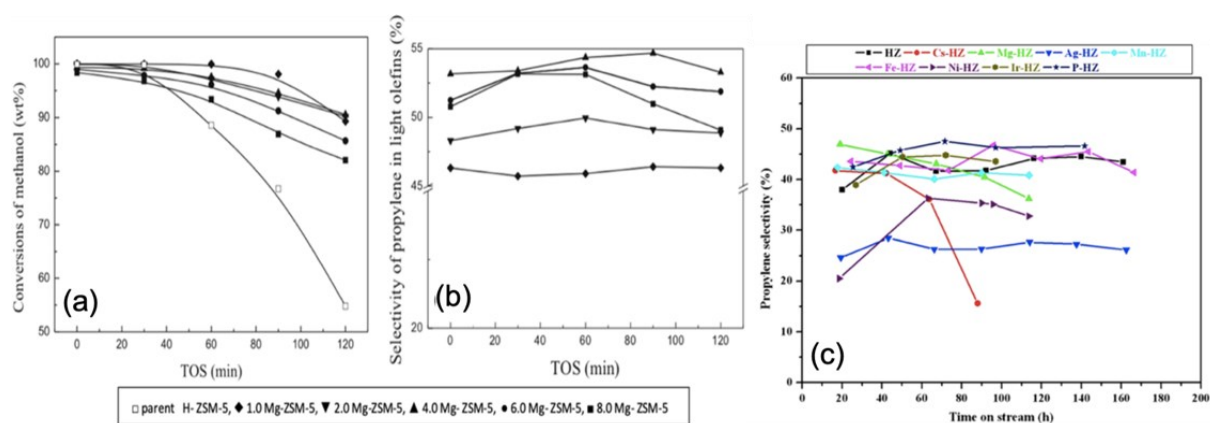 Conversions of methanol (wt%)
100
95
90
85
80
75
70
65
60
55
50
(a)
0 20 40 60 80 100 120
TOS (min)
Selectivity of propylene in light olefins (%)
55
50
45
20
(b)
0 20 40 60 80 100 120
TOS (min)
parent H-ZSM-5, 1.0 Mg-ZSM-5, 2.0 Mg-ZSM-5, 4.0 Mg- ZSM-5, 6.0 Mg-ZSM-5, 8.0 Mg- ZSM-5
HZ Cs-HZ Mg-HZ Ag-HZ Mn-HZ
Fe-HZ Ni-HZ Ir-HZ P-HZ
Propylene selectivity (%)
60
50
40
30
20
10
0
(c)
0 20 40 60 80 100 120 140 160 180 200
Time on stream (h)